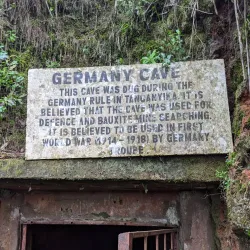 GERMANY CAVE
THIS CAVE WAS DUG DURING THE
GERMANY RULE IN TANGANYIKA. IT IS
BELIEVED THAT THE CAVE WAS USED FOR
DEFENCE AND BAUXITE MINE SEARCHING.
IT IS BELIEVED TO BE USED IN FIRST
WORLD WAR (1914 - 1918) BY GERMANY
TROUPE